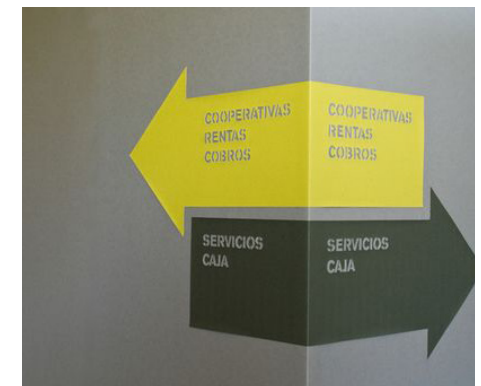 COOPERATIVAS
RENTAS
COBROS
COOPERATIVAS
RENTAS
COBROS
SERVICIOS
CAJA
SERVICIOS
CAJA